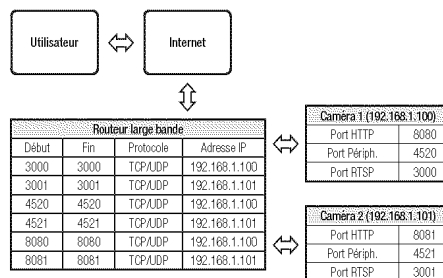 Utilisateur
Internet
Routeur large bande
Début Fin Protocole Adresse IP
3000 3000 TCP/UDP 192.168.1.100
3001 3001 TCP/UDP 192.168.1.101
4520 4520 TCP/UDP 192.168.1.100
4521 4521 TCP/UDP 192.168.1.101
8080 8080 TCP/UDP 192.168.1.100
8081 8081 TCP/UDP 192.168.1.101
Caméra 1 (192.168.1.100)
Port HTTP 8080
Port Périph. 4520
Port RTSP 3000
Caméra 2 (192.168.1.101)
Port HTTP 8081
Port Périph. 4521
Port RTSP 3001